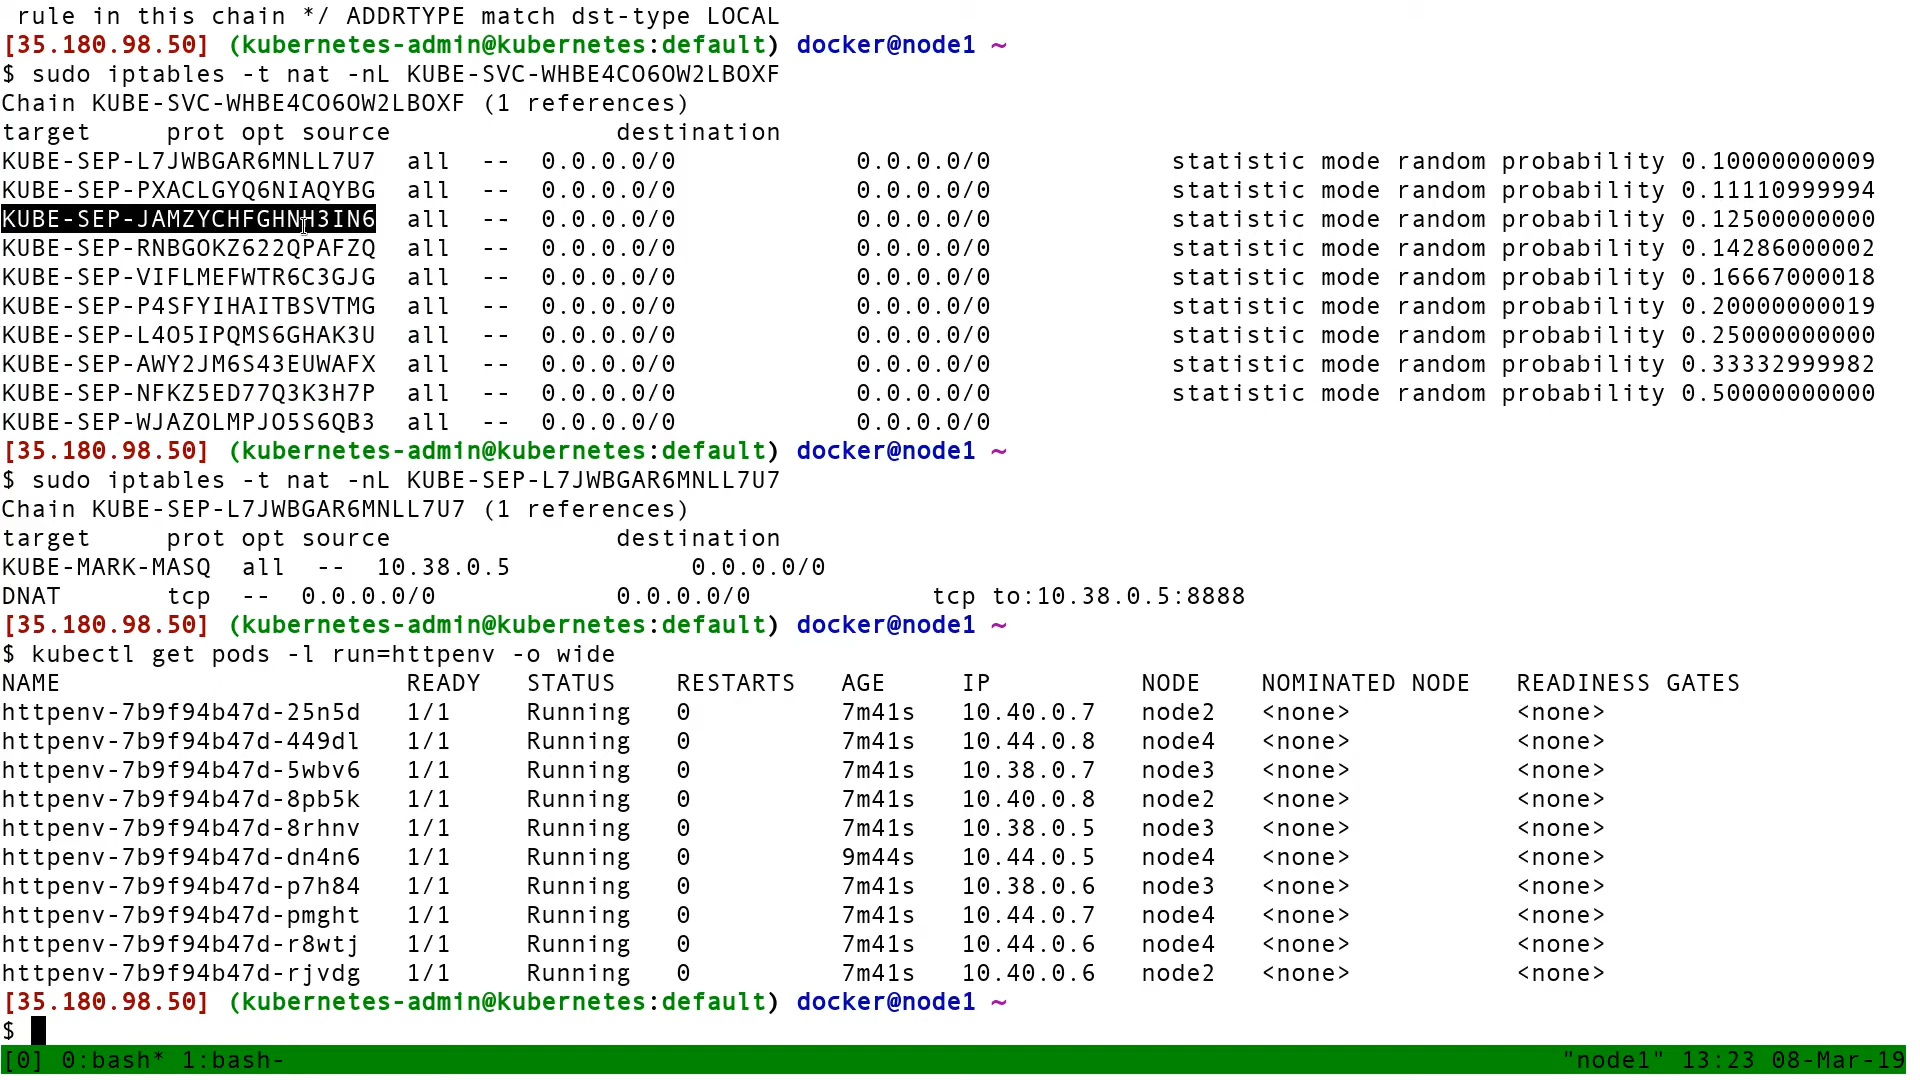 rule in this chain */ ADDRTYPE match dst-type LOCAL
[35.180.98.50] (kubernetes-admin@kubernetes:default) docker@node1 ~
$ sudo iptables -t nat -nL KUBE-SVC-WHBE4CO6OW2LBOXF
Chain KUBE-SVC-WHBE4CO6OW2LBOXF (1 references)
target     prot opt source               destination
KUBE-SEP-L7JWBGAR6MNLL7U7  all  --  0.0.0.0/0            0.0.0.0/0            statistic mode random probability 0.10000000009
KUBE-SEP-PXACLGYQ6NIAQYBG  all  --  0.0.0.0/0            0.0.0.0/0            statistic mode random probability 0.11110999994
KUBE-SEP-JAMZYCHFGHNH3IN6  all  --  0.0.0.0/0            0.0.0.0/0            statistic mode random probability 0.12500000000
KUBE-SEP-RNBGOKZ622QPAFZQ  all  --  0.0.0.0/0            0.0.0.0/0            statistic mode random probability 0.14286000002
KUBE-SEP-VIFLMEFWTR6C3GJG  all  --  0.0.0.0/0            0.0.0.0/0            statistic mode random probability 0.16667000018
KUBE-SEP-P4SFYIHAITBSVTMG  all  --  0.0.0.0/0            0.0.0.0/0            statistic mode random probability 0.20000000019
KUBE-SEP-L4O5IPQMS6GHAK3U  all  --  0.0.0.0/0            0.0.0.0/0            statistic mode random probability 0.25000000000
KUBE-SEP-AWY2JM6S43EUWAFX  all  --  0.0.0.0/0            0.0.0.0/0            statistic mode random probability 0.33332999982
KUBE-SEP-NFKZ5ED77Q3K3H7P  all  --  0.0.0.0/0            0.0.0.0/0            statistic mode random probability 0.50000000000
KUBE-SEP-WJAZOLMPJO5S6QB3  all  --  0.0.0.0/0            0.0.0.0/0
[35.180.98.50] (kubernetes-admin@kubernetes:default) docker@node1 ~
$ sudo iptables -t nat -nL KUBE-SEP-L7JWBGAR6MNLL7U7
Chain KUBE-SEP-L7JWBGAR6MNLL7U7 (1 references)
target     prot opt source               destination
KUBE-MARK-MASQ  all  --  10.38.0.5            0.0.0.0/0
DNAT       tcp  --  0.0.0.0/0            0.0.0.0/0            tcp to:10.38.0.5:8888
[35.180.98.50] (kubernetes-admin@kubernetes:default) docker@node1 ~
$ kubectl get pods -l run=httpenv -o wide
NAME                       READY   STATUS    RESTARTS   AGE     IP          NODE    NOMINATED NODE   READINESS GATES
httpenv-7b9f94b47d-25n5d   1/1     Running   0          7m41s   10.40.0.7   node2   <none>           <none>
httpenv-7b9f94b47d-449dl   1/1     Running   0          7m41s   10.44.0.8   node4   <none>           <none>
httpenv-7b9f94b47d-5wbv6   1/1     Running   0          7m41s   10.38.0.7   node3   <none>           <none>
httpenv-7b9f94b47d-8pb5k   1/1     Running   0          7m41s   10.40.0.8   node2   <none>           <none>
httpenv-7b9f94b47d-8rhnv   1/1     Running   0          7m41s   10.38.0.5   node3   <none>           <none>
httpenv-7b9f94b47d-dn4n6   1/1     Running   0          9m44s   10.44.0.5   node4   <none>           <none>
httpenv-7b9f94b47d-p7h84   1/1     Running   0          7m41s   10.38.0.6   node3   <none>           <none>
httpenv-7b9f94b47d-pmght   1/1     Running   0          7m41s   10.44.0.7   node4   <none>           <none>
httpenv-7b9f94b47d-r8wtj   1/1     Running   0          7m41s   10.44.0.6   node4   <none>           <none>
httpenv-7b9f94b47d-rjvdg   1/1     Running   0          7m41s   10.40.0.6   node2   <none>           <none>
[35.180.98.50] (kubernetes-admin@kubernetes:default) docker@node1 ~
$
[0] 0:bash* 1:bash- "node1" 13:23 08-Mar-19